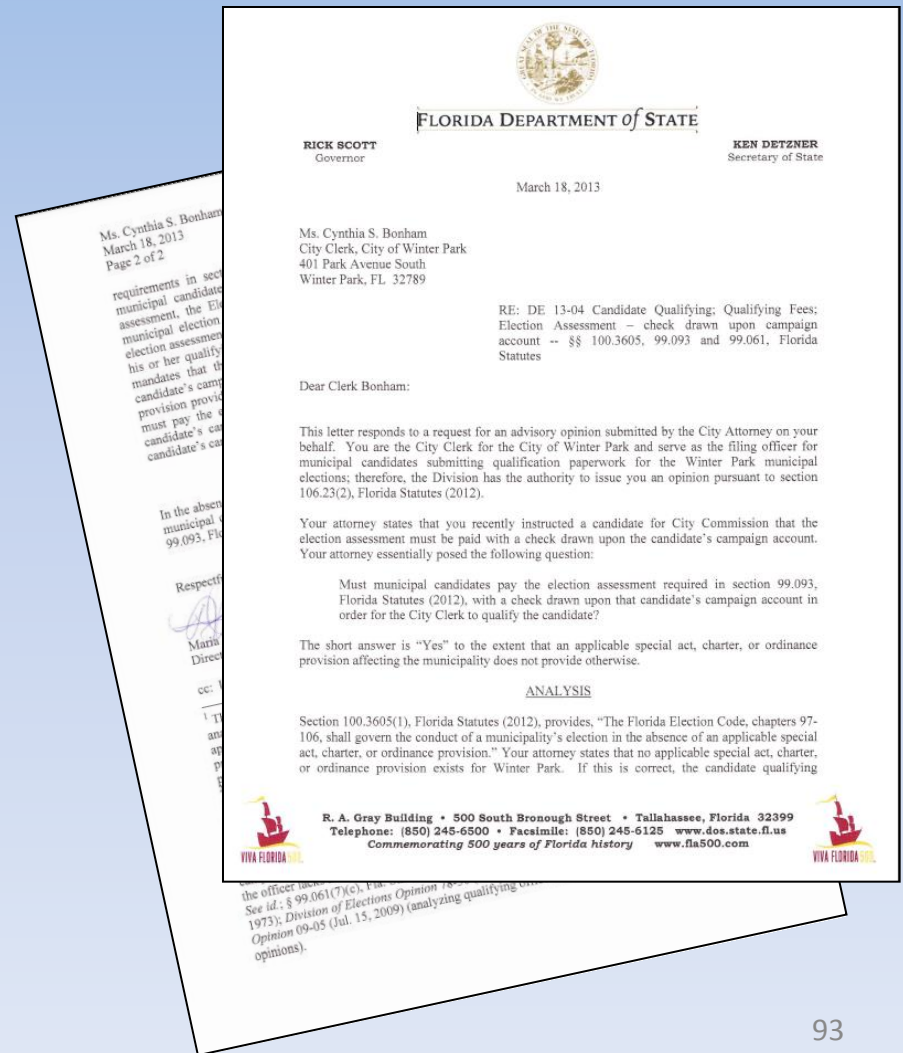 GREAT SEAL OF THE STATE OF FLORIDA
FLORIDA DEPARTMENT of STATE
RICK SCOTT
Governor
KEN DETZNER
Secretary of State
March 18, 2013
Ms. Cynthia S. Bonham
City Clerk, City of Winter Park
401 Park Avenue South
Winter Park, FL 32789
RE: DE 13-04 Candidate Qualifying; Qualifying Fees;
Election Assessment – check drawn upon campaign
account -- §§ 100.3605, 99.093 and 99.061, Florida
Statutes
Dear Clerk Bonham:
This letter responds to a request for an advisory opinion submitted by the City Attorney on your
behalf. You are the City Clerk for the City of Winter Park and serve as the filing officer for
municipal candidates submitting qualification paperwork for the Winter Park municipal
elections; therefore, the Division has the authority to issue you an opinion pursuant to section
106.23(2), Florida Statutes (2012).
Your attorney states that you recently instructed a candidate for City Commission that the
election assessment must be paid with a check drawn upon the candidate's campaign account.
Your attorney essentially posed the following question:
Must municipal candidates pay the election assessment required in section 99.093,
Florida Statutes (2012), with a check drawn upon that candidate's campaign account in
order for the City Clerk to qualify the candidate?
The short answer is "Yes" to the extent that an applicable special act, charter, or ordinance
provision affecting the municipality does not provide otherwise.
ANALYSIS
Section 100.3605(1), Florida Statutes (2012), provides, "The Florida Election Code, chapters 97-
106, shall govern the conduct of a municipality's election in the absence of an applicable special
act, charter, or ordinance provision." Your attorney states that no applicable special act, charter,
or ordinance provision exists for Winter Park. If this is correct, the candidate qualifying
VIVA FLORIDA 500
R. A. Gray Building • 500 South Bronough Street • Tallahassee, Florida 32399
Telephone: (850) 245-6500 • Facsimile: (850) 245-6125 www.dos.state.fl.us
Commemorating 500 years of Florida history www.fla500.com
VIVA FLORIDA 500
Ms. Cynthia S. Bonham
March 18, 2013
Page 2 of 2
requirements in
municipal candidate
assessment, the
municipal election
election
his or her
mandates that
candidate's
provision
must pay the
candidate's
candidate's
In the
municipal
99.093,
Maria
cc:
the officer lacks
See id.; § 99.061(7)(c), Fla.
1973); Division of Elections Opinion
Opinion 09-05 (Jul. 15, 2009) (analyzing qualifying
opinions).
93